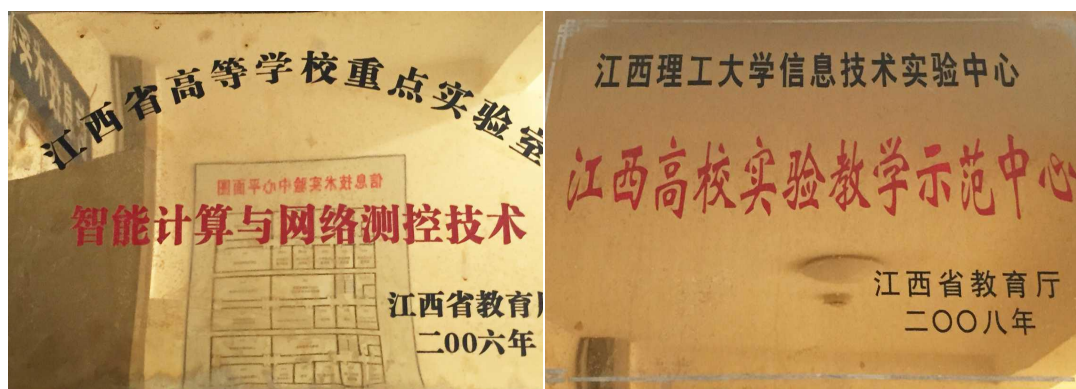 江西省高等学校重点实验室
信息技术实验中心平面图
智能计算与网络测控技术
江西省教育厅
二00六年
江西理工大学信息技术实验中心
江西高校实验教学示范中心
江西省教育厅
二〇〇八年